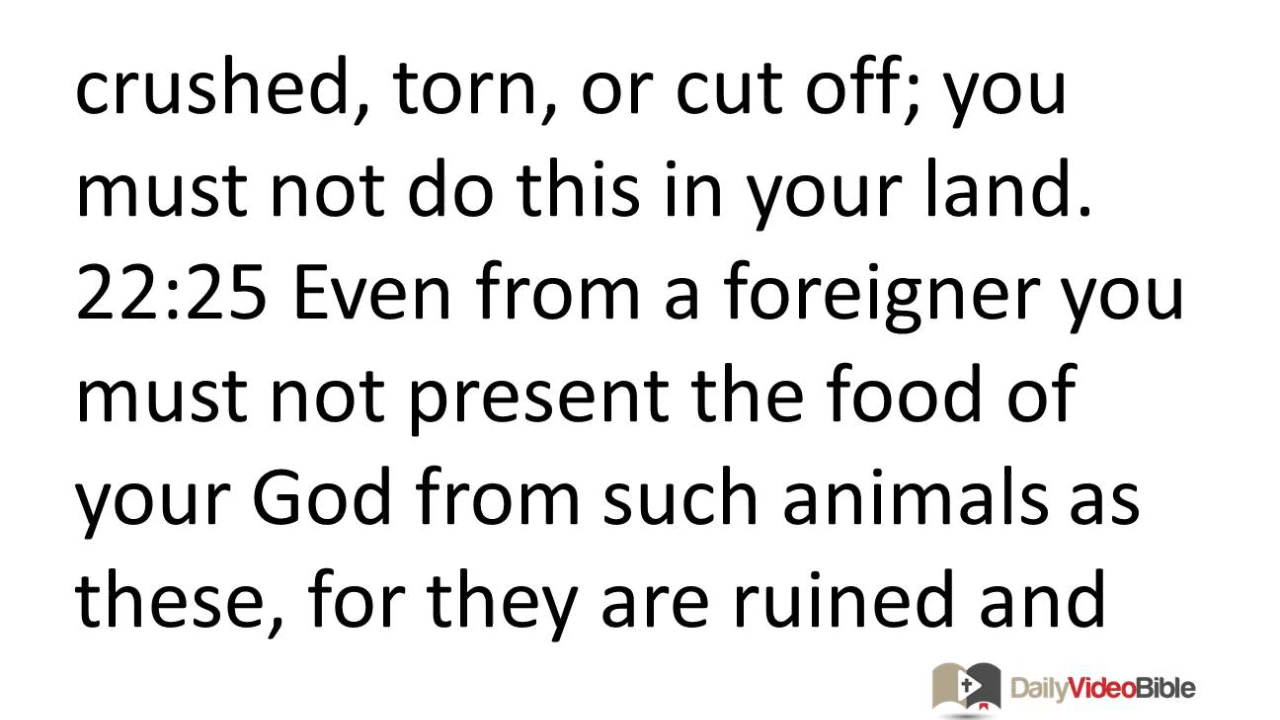 crushed, torn, or cut off; you
must not do this in your land.
22:25 Even from a foreigner you
must not present the food of
your God from such animals as
these, for they are ruined and
DailyVideoBible